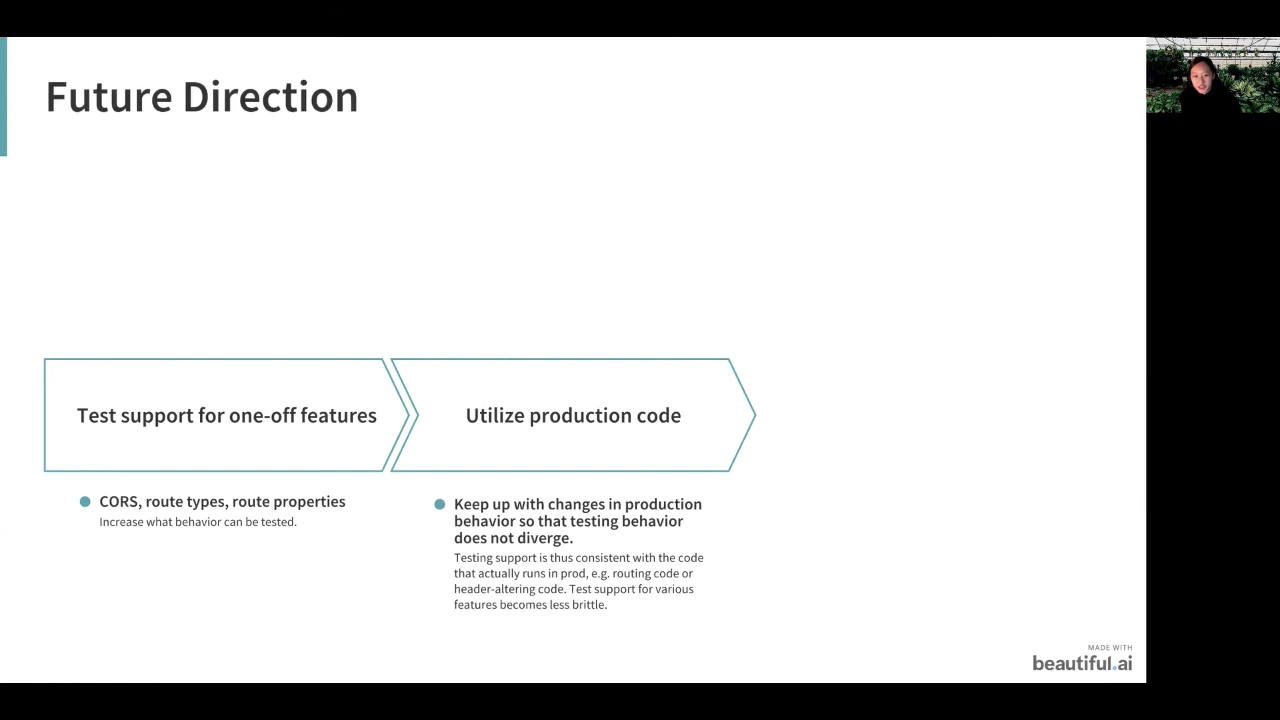 Future Direction
Test support for one-off features
Utilize production code
CORS, route types, route properties
Increase what behavior can be tested.
Keep up with changes in production
behavior so that testing behavior
does not diverge.
Testing support is thus consistent with the code
that actually runs in prod, e.g. routing code or
header-altering code. Test support for various
features becomes less brittle.
MADE WITH
beautiful.ai